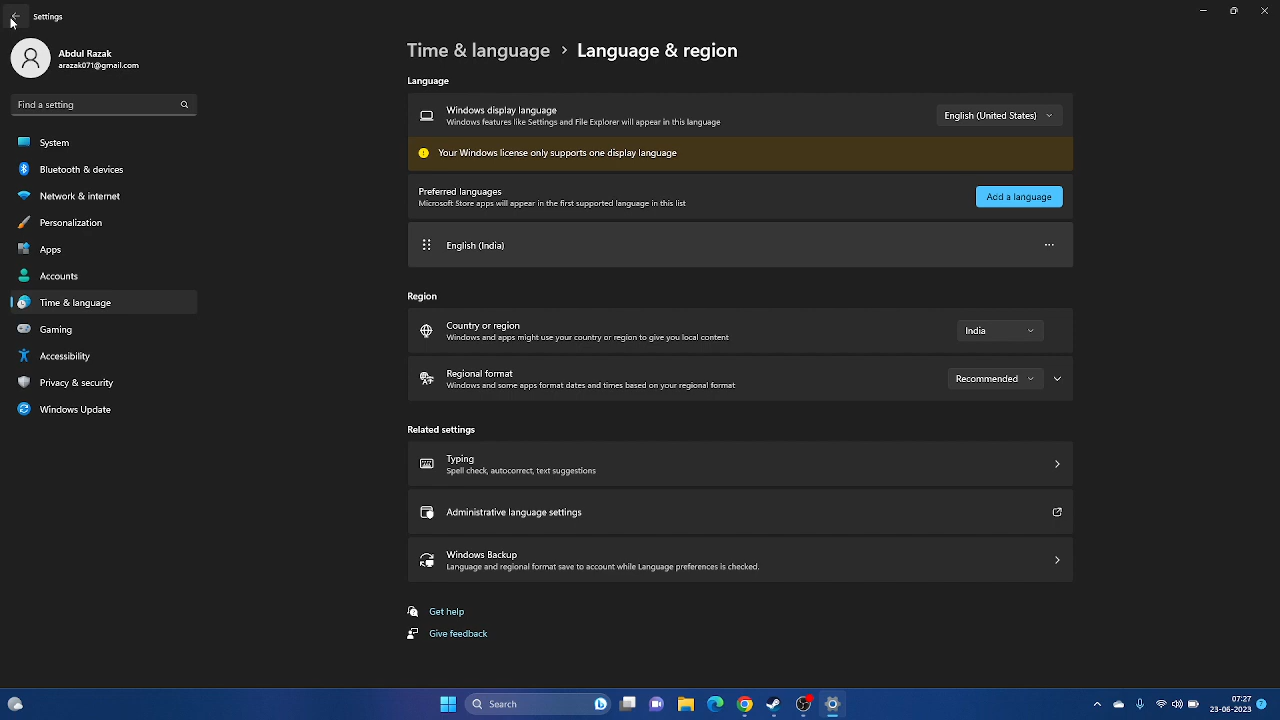 Settings
Abdul Razak
arazak071@gmail.com
Find a setting
System
Bluetooth & devices
Network & internet
Personalization
Apps
Accounts
Time & language
Gaming
Accessibility
Privacy & security
Windows Update
Time & language > Language & region
Language
Windows display language
Windows features like Settings and File Explorer will appear in this language
English (United States)
Your Windows license only supports one display language
Preferred languages
Microsoft Store apps will appear in the first supported language in this list
Add a language
English (India)
Region
Country or region
Windows and apps might use your country or region to give you local content
India
Regional format
Windows and some apps format dates and times based on your regional format
Recommended
Related settings
Typing
Spell check, autocorrect, text suggestions
Administrative language settings
Windows Backup
Language and regional format save to account while Language preferences is checked.
Get help
Give feedback
Search
07:27
23-06-2023
7